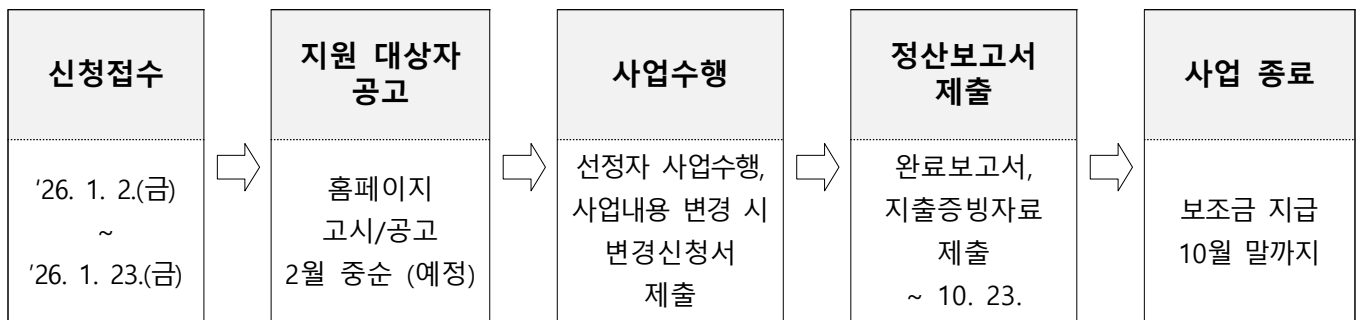 신청접수
'26. 1. 2.(금)
~
'26. 1. 23.(금)
지원 대상자
공고
홈페이지
고시/공고
2월 중순 (예정)
사업수행
선정자 사업수행,
사업내용 변경 시
변경신청서
제출
정산보고서
제출
완료보고서,
지출증빙자료
제출
~ 10. 23.
사업 종료
보조금 지급
10월 말까지